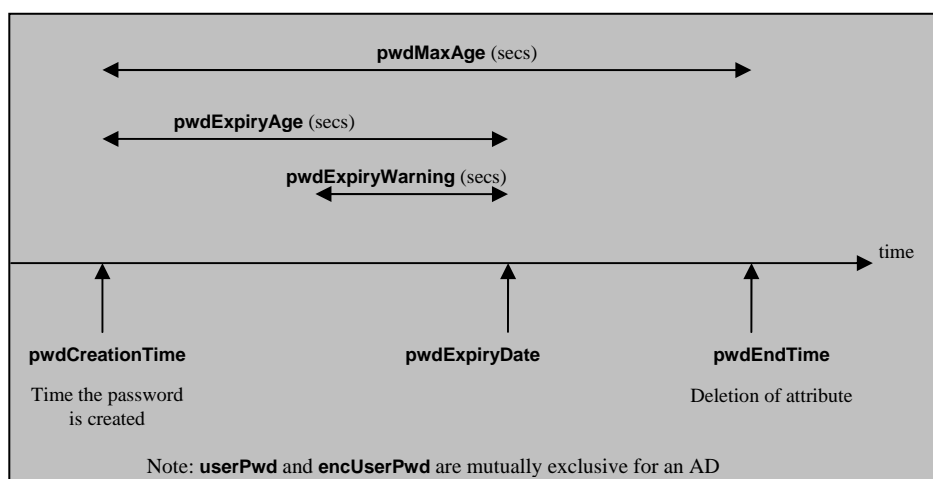 pwdMaxAge (secs)
pwdExpiryAge (secs)
pwdExpiryWarning (secs)
time
pwdCreationTime
pwdExpiryDate
pwdEndTime
Time the password
is created
Deletion of attribute
Note: userPwd and encUserPwd are mutually exclusive for an AD